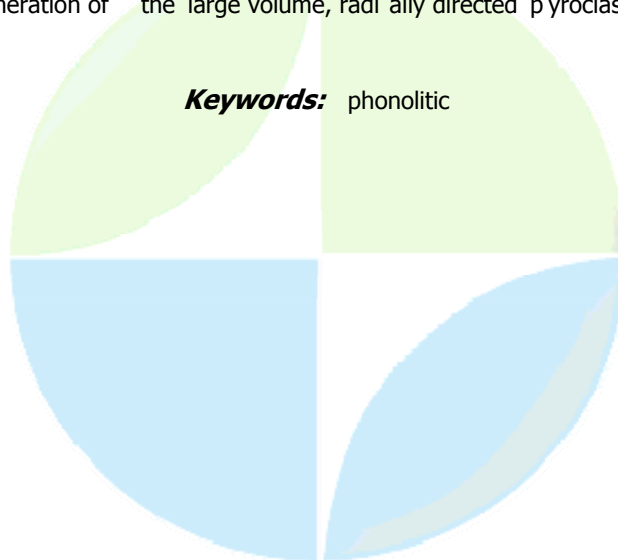 neration of the large volume, radi ally directed p yroclas
Keywords: phonolitic